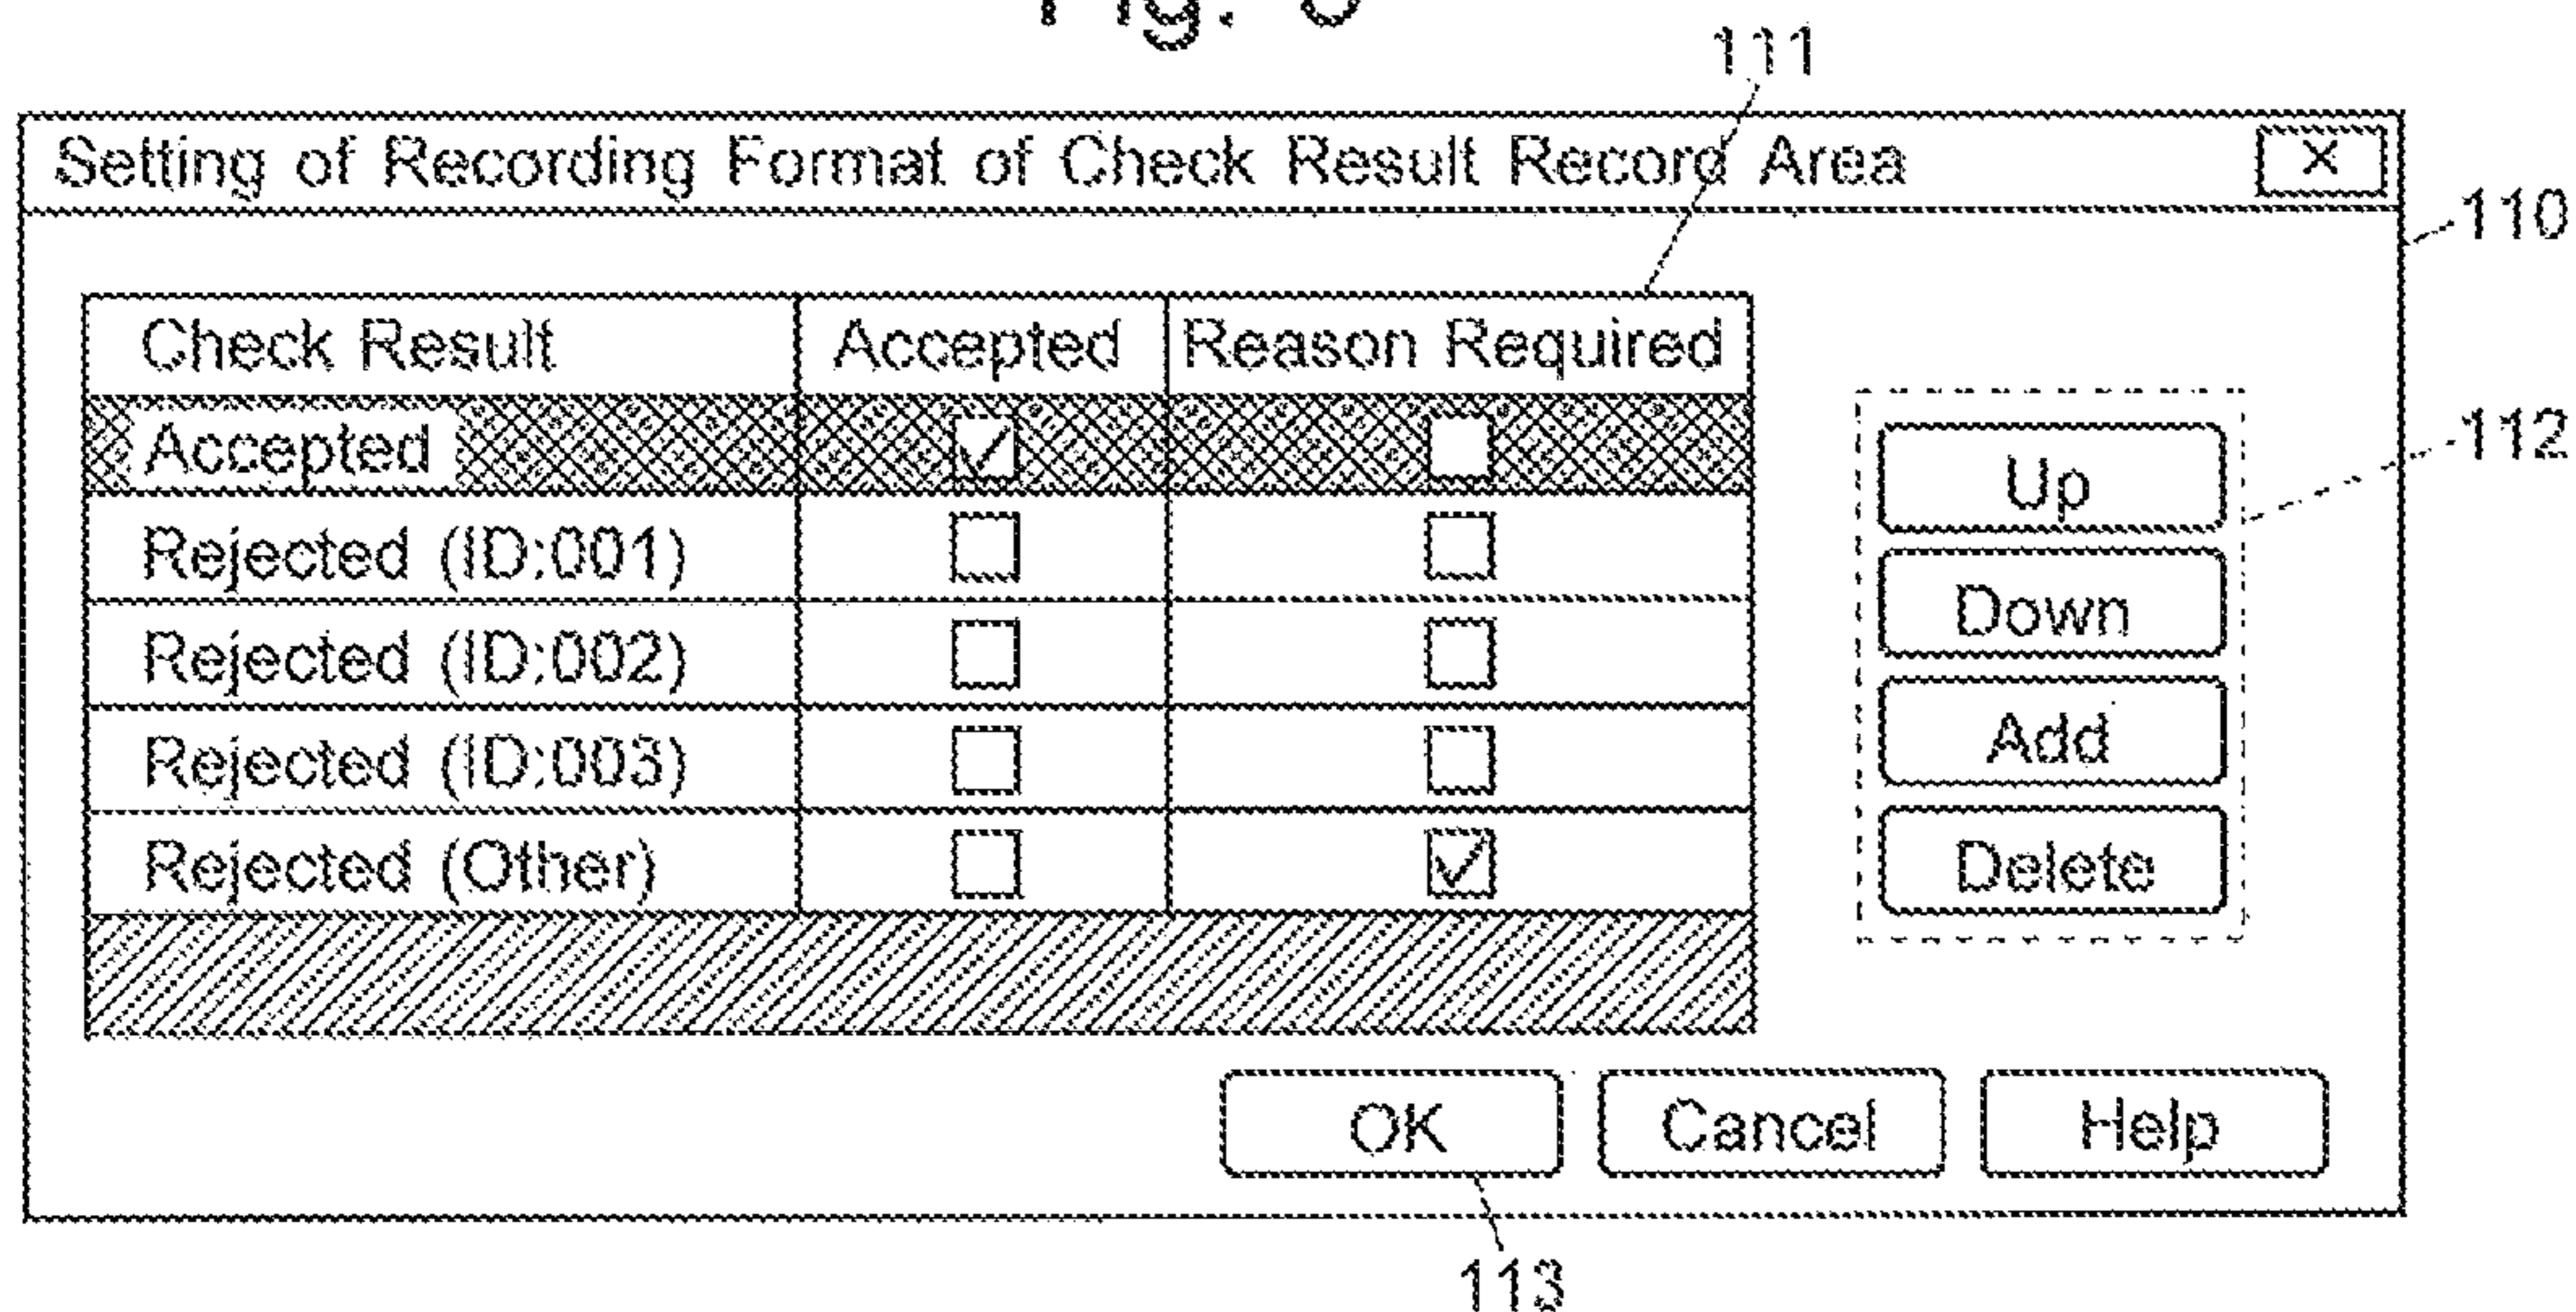 Fig.
111
Setting of Recording Format of Check Result Record Area X
110
Check Result Accepted Reason Required
Accepted
112
Up
Rejected (ID:001)
Down
Rejected (ID:002)
Add
Rejected (ID:003)
Delete
Rejected (Other)
OK Cancel Help
113